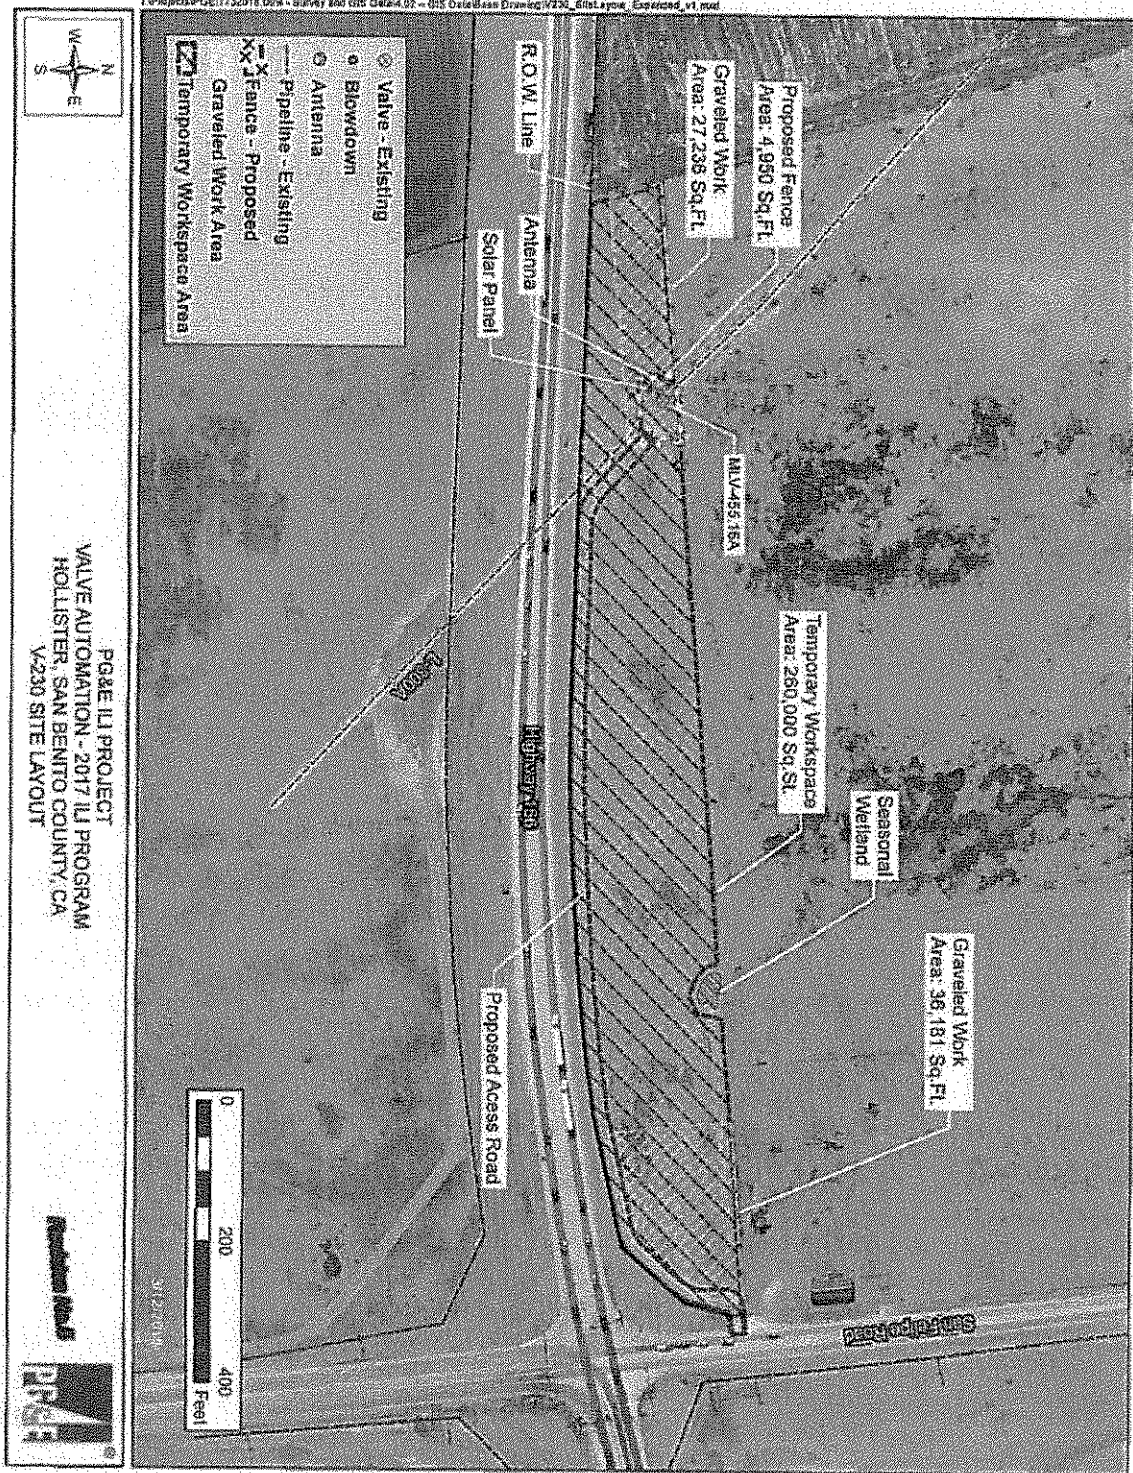 Proposed Fence
Area: 4,950 Sq.Ft.
Graveled Work
Area: 27,236 Sq.Ft.
R.O.W. Line
Antenna
Solar Panel
MLV-455.16A
Temporary Workspace
Area: 260,000 Sq.St.
Seasonal
Wetland
Graveled Work
Area: 36,181 Sq.Ft.
Proposed Acess Road
San Felipe Road
Valve - Existing
Blowdown
Antenna
Pipeline - Existing
Fence - Proposed
Graveled Work Area
Temporary Workspace Area
0 200 400
Feet
N
W E
S
PG&E ILI PROJECT
VALVE AUTOMATION - 2017 ILI PROGRAM
HOLLISTER, SAN BENITO COUNTY, CA
V-230 SITE LAYOUT
PG&E